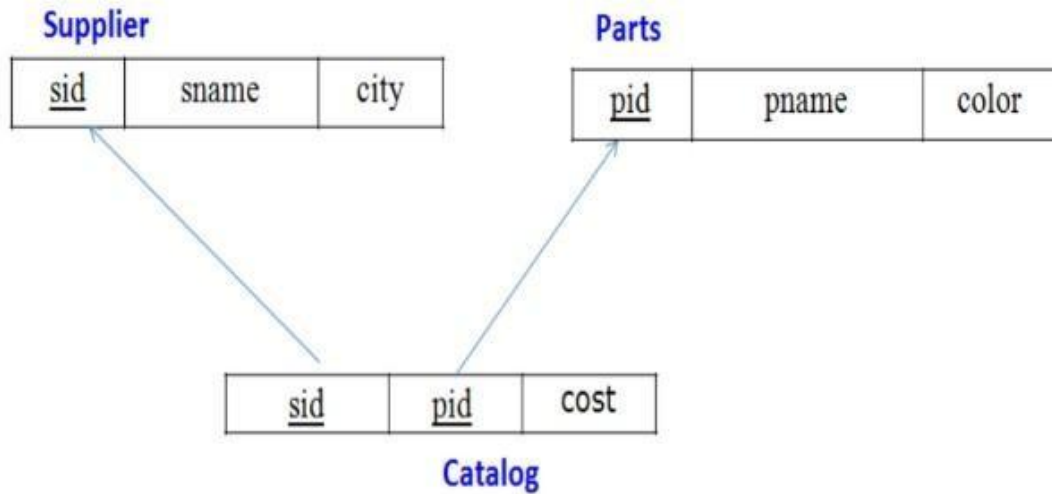 Supplier
sid sname city
Parts
pid pname color
sid pid cost
Catalog